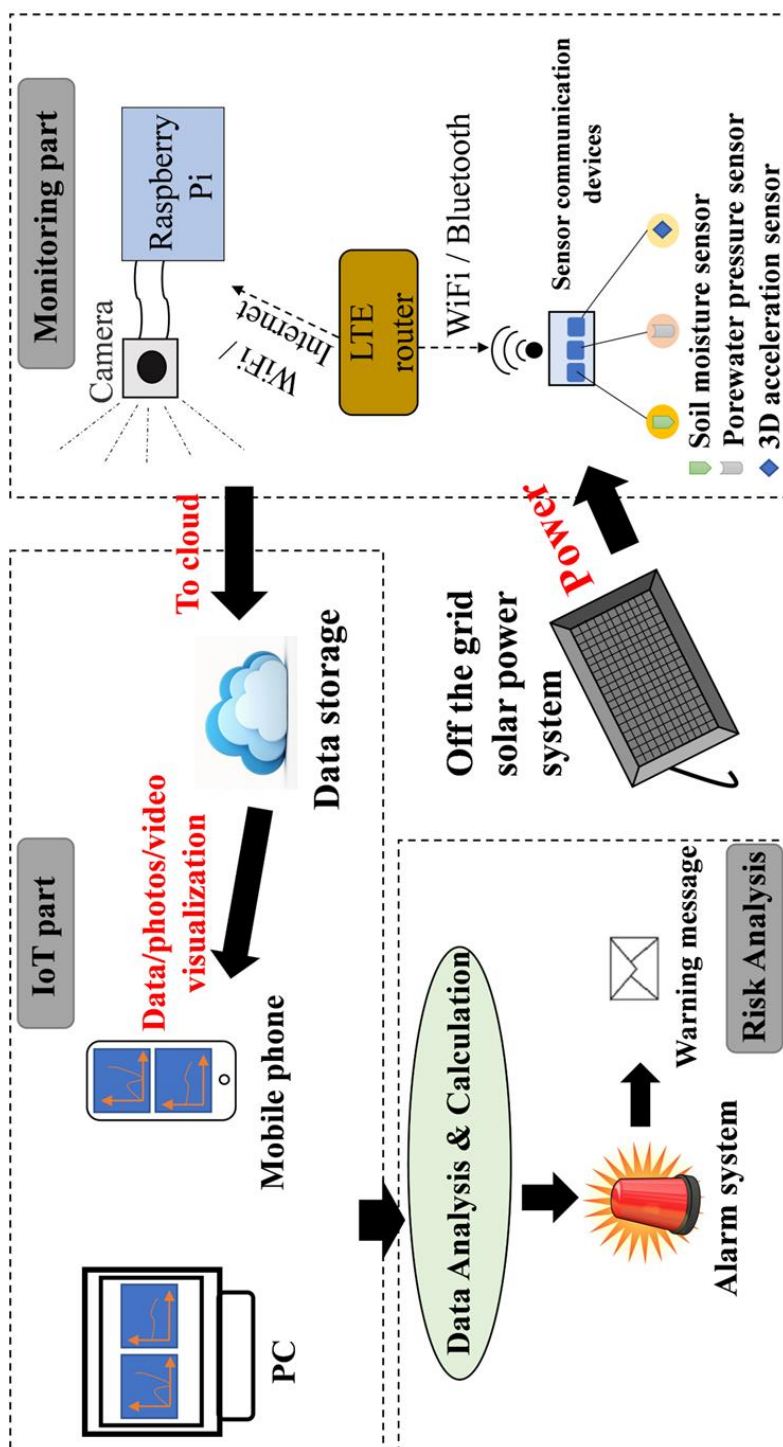 IoT part
PC
Mobile phone
Data/photos/video
visualization
Data storage
To cloud
Monitoring part
Camera
Raspberry
Pi
WiFi /
Internet
LTE
router
WiFi / Bluetooth
Sensor communication
devices
Soil moisture sensor
Porewater pressure sensor
3D acceleration sensor
Power
Off the grid
solar power
system
Data Analysis & Calculation
Alarm system
Warning message
Risk Analysis